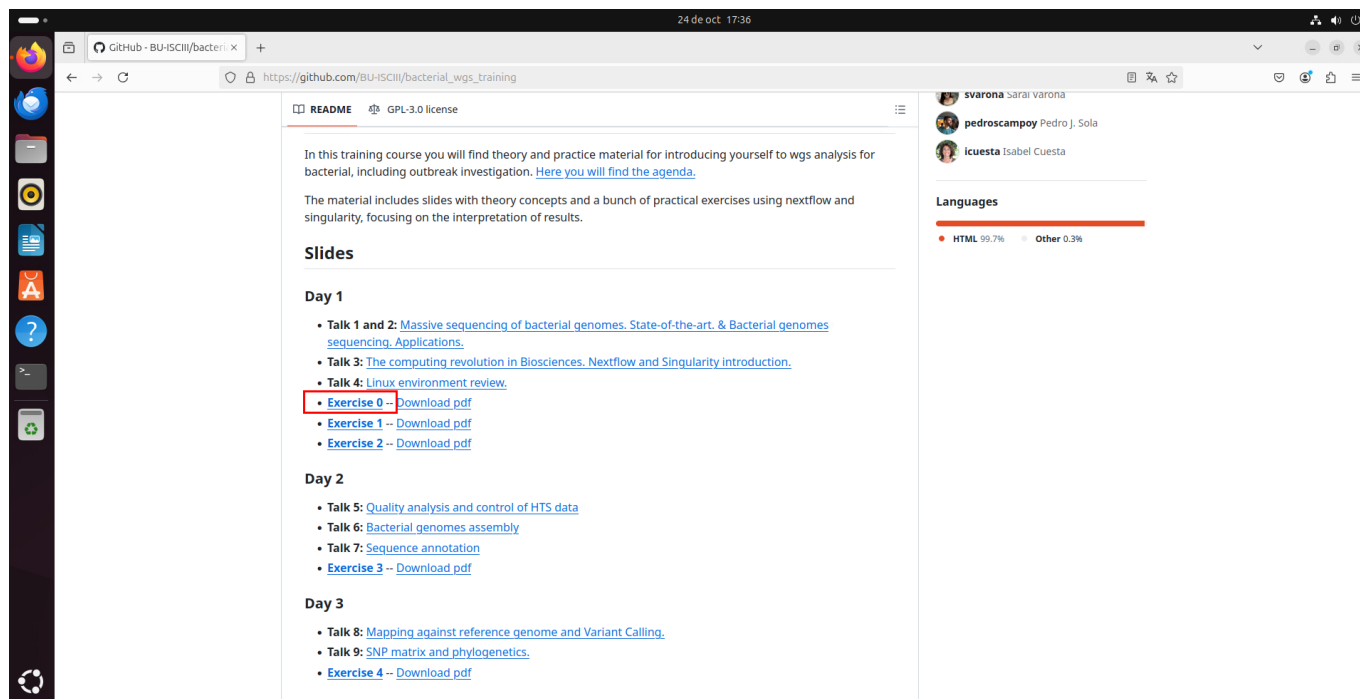 24 de oct 17:36
GitHub - BU-ISCIII/bacteri
https://github.com/BU-ISCIII/bacterial_wgs_training
README
GPL-3.0 license
In this training course you will find theory and practice material for introducing yourself to wgs analysis for
bacterial, including outbreak investigation. Here you will find the agenda.
The material includes slides with theory concepts and a bunch of practical exercises using nextflow and
singularity, focusing on the interpretation of results.
Slides
Day 1
• Talk 1 and 2: Massive sequencing of bacterial genomes. State-of-the-art. & Bacterial genomes
sequencing. Applications.
• Talk 3: The computing revolution in Biosciences. Nextflow and Singularity introduction.
• Talk 4: Linux environment review.
• Exercise 0 -- Download pdf
• Exercise 1 -- Download pdf
• Exercise 2 -- Download pdf
Day 2
• Talk 5: Quality analysis and control of HTS data
• Talk 6: Bacterial genomes assembly
• Talk 7: Sequence annotation
• Exercise 3 -- Download pdf
Day 3
• Talk 8: Mapping against reference genome and Variant Calling.
• Talk 9: SNP matrix and phylogenetics.
• Exercise 4 -- Download pdf
svarona Sarai Varona
pedroscampoy Pedro J. Sola
icuesta Isabel Cuesta
Languages
HTML 99.7%
Other 0.3%